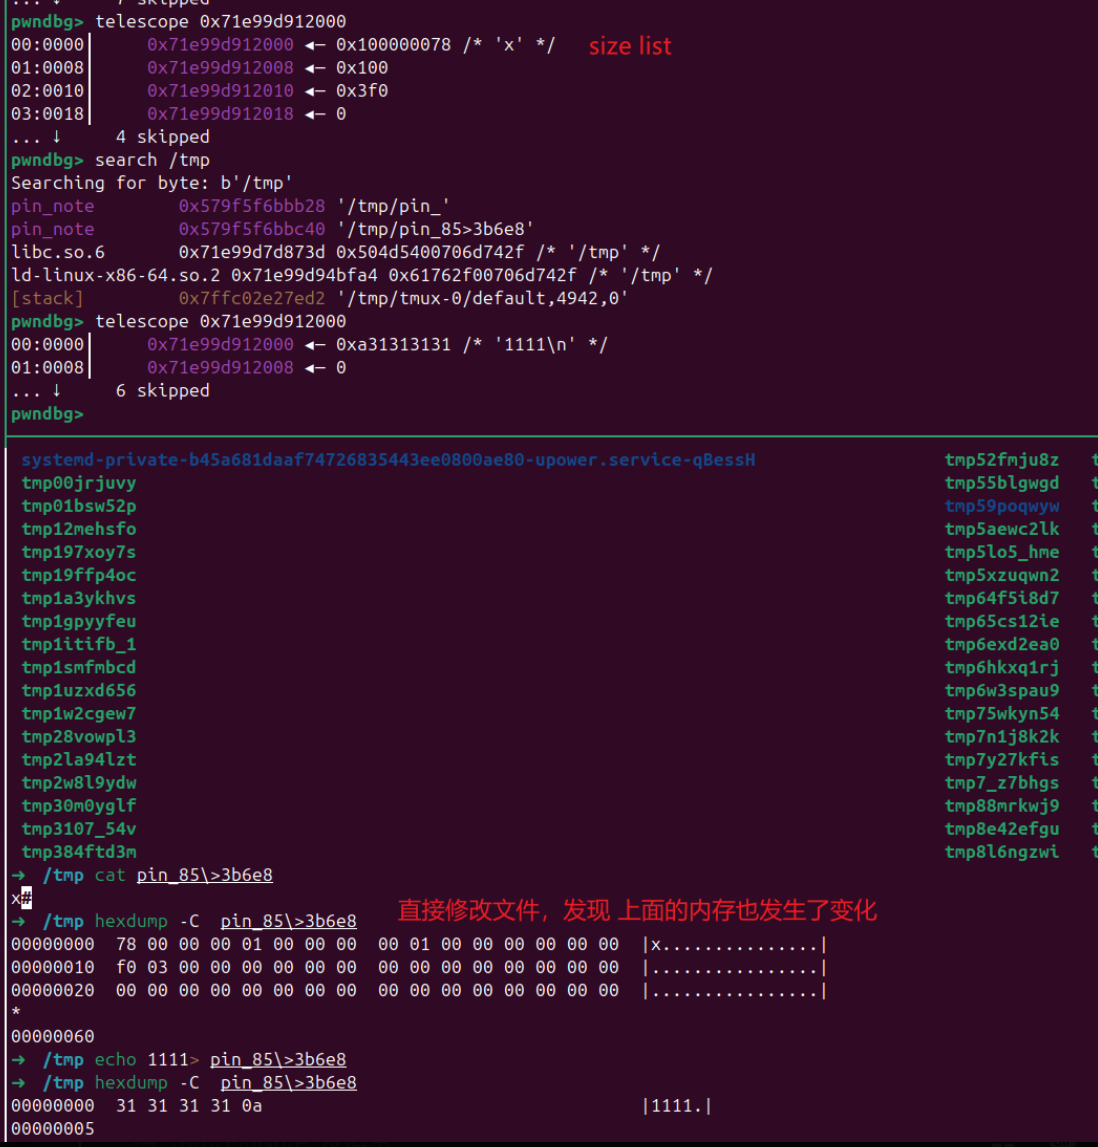 ... ↓ 7 skipped
pwndbg> telescope 0x71e99d912000
00:0000│ 0x71e99d912000 ◂— 0x100000078 /* 'x' */ size list
01:0008│ 0x71e99d912008 ◂— 0x100
02:0010│ 0x71e99d912010 ◂— 0x3f0
03:0018│ 0x71e99d912018 ◂— 0
... ↓ 4 skipped
pwndbg> search /tmp
Searching for byte: b'/tmp'
pin_note 0x579f5f6bbb28 '/tmp/pin_'
pin_note 0x579f5f6bbc40 '/tmp/pin_85>3b6e8'
libc.so.6 0x71e99d7d873d 0x504d5400706d742f /* '/tmp' */
ld-linux-x86-64.so.2 0x71e99d94bfa4 0x61762f00706d742f /* '/tmp' */
[stack] 0x7ffc02e27ed2 '/tmp/tmux-0/default,4942,0'
pwndbg> telescope 0x71e99d912000
00:0000│ 0x71e99d912000 ◂— 0xa31313131 /* '1111\n' */
01:0008│ 0x71e99d912008 ◂— 0
... ↓ 6 skipped
pwndbg>
systemd-private-b45a681daaf74726835443ee0800ae80-upower.service-qBessH tmp52fmju8z t
tmp00jrjuvy tmp55blgwgd t
tmp01bsw52p tmp59poqwyw t
tmp12mehsfo tmp5aewc2lk t
tmp197xoy7s tmp5lo5_hme t
tmp19ffp4oc tmp5xzuqwn2 t
tmp1a3ykhvs tmp64f5i8d7 t
tmp1gpyyfeu tmp65cs12ie t
tmp1itifb_1 tmp6exd2ea0 t
tmp1smfmbcd tmp6hkxq1rj t
tmp1uzxd656 tmp6w3spau9 t
tmp1w2cgew7 tmp75wkyn54 t
tmp28vowpl3 tmp7n1j8k2k t
tmp2la94lzt tmp7y27kfis t
tmp2w8l9ydw tmp7_z7bhgs t
tmp30m0yglf tmp88mrkwj9 t
tmp3107_54v tmp8e42efgu t
tmp384ftd3m tmp8l6ngzwi t
→ /tmp cat pin_85\>3b6e8
x#
直接修改文件，发现 上面的内存也发生了变化
→ /tmp hexdump -C pin_85\>3b6e8
00000000 78 00 00 00 01 00 00 00 00 01 00 00 00 00 00 00 |x...............|
00000010 f0 03 00 00 00 00 00 00 00 00 00 00 00 00 00 00 |................|
00000020 00 00 00 00 00 00 00 00 00 00 00 00 00 00 00 00 |................|
*
00000060
→ /tmp echo 1111> pin_85\>3b6e8
→ /tmp hexdump -C pin_85\>3b6e8
00000000 31 31 31 31 0a |1111.|
00000005